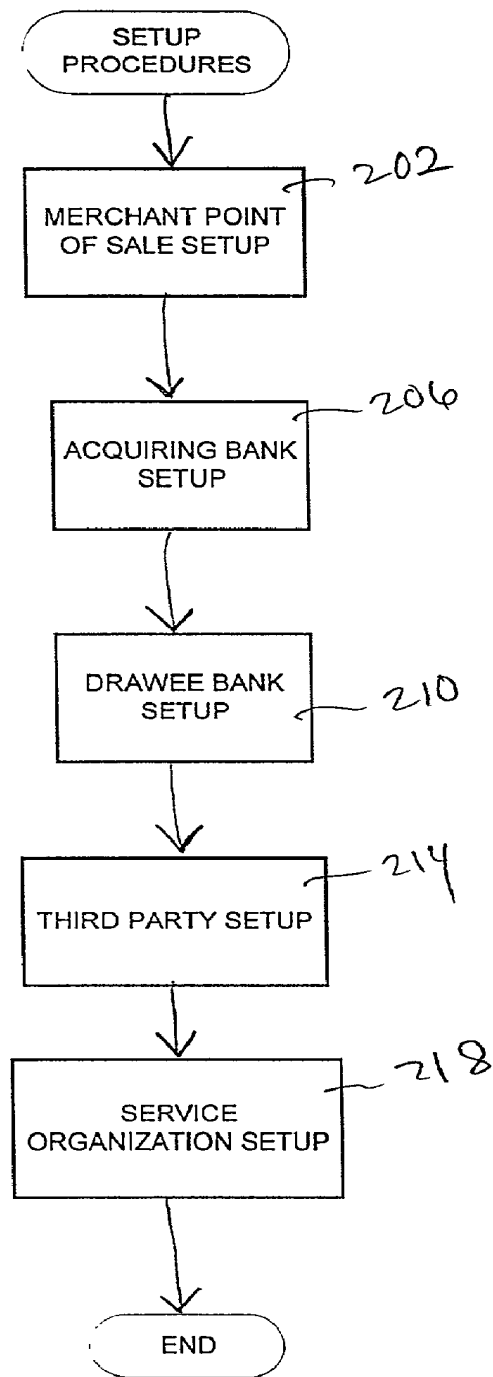 SETUP
PROCEDURES
202
MERCHANT POINT
OF SALE SETUP
206
ACQUIRING BANK
SETUP
DRAWEE BANK
SETUP
210
214
THIRD PARTY SETUP
218
SERVICE
ORGANIZATION SETUP
END